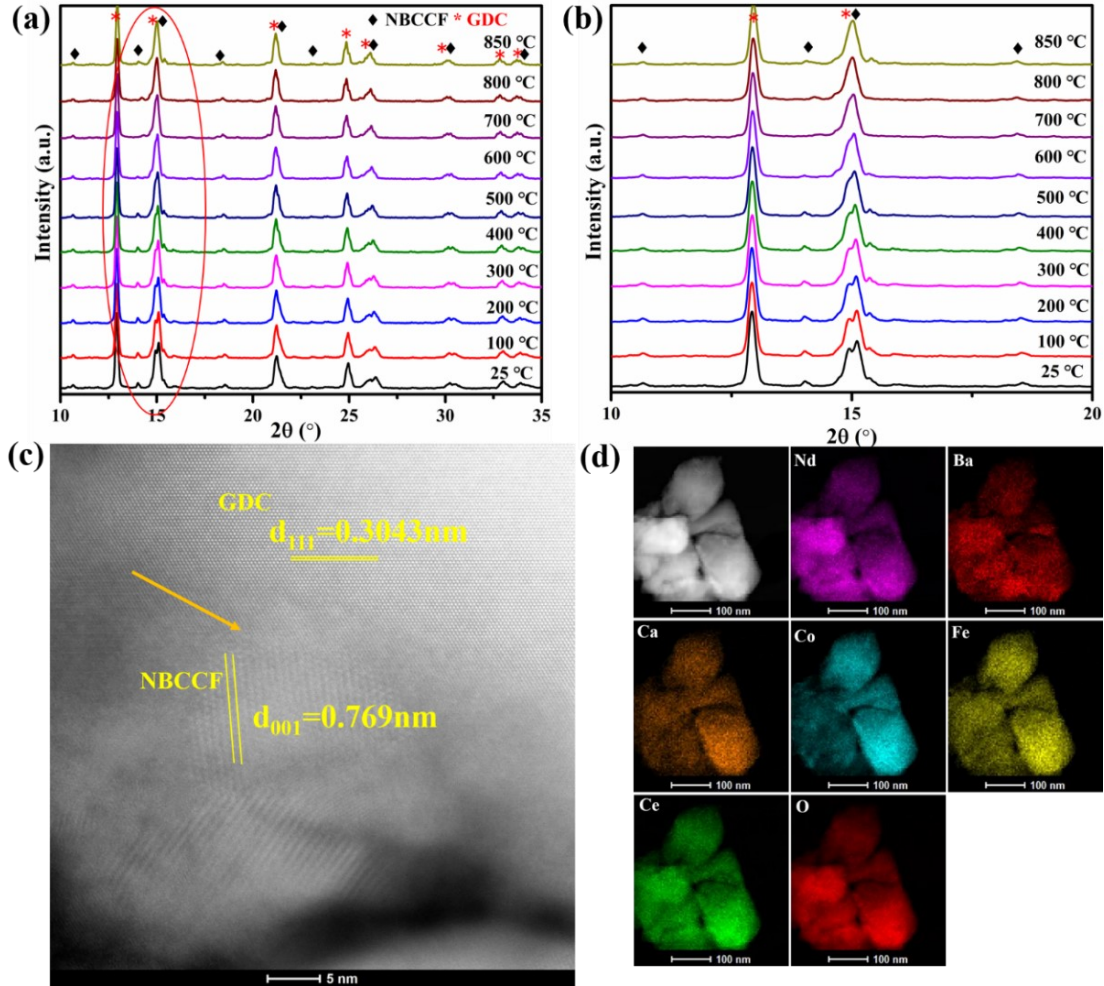 (a)
◆ NBCCF * GDC
850 °C
800 °C
700 °C
600 °C
500 °C
400 °C
300 °C
200 °C
100 °C
25 °C
Intensity (a.u.)
10 15 20 25 30 35
2θ (°)
(b)
850 °C
800 °C
700 °C
600 °C
500 °C
400 °C
300 °C
200 °C
100 °C
25 °C
Intensity (a.u.)
10 15 20
2θ (°)
(c)
GDC
d₁₁₁=0.3043nm
NBCCF
d₀₀₁=0.769nm
5 nm
(d)
100 nm
Nd
100 nm
Ba
100 nm
Ca
100 nm
Co
100 nm
Fe
100 nm
Ce
100 nm
O
100 nm